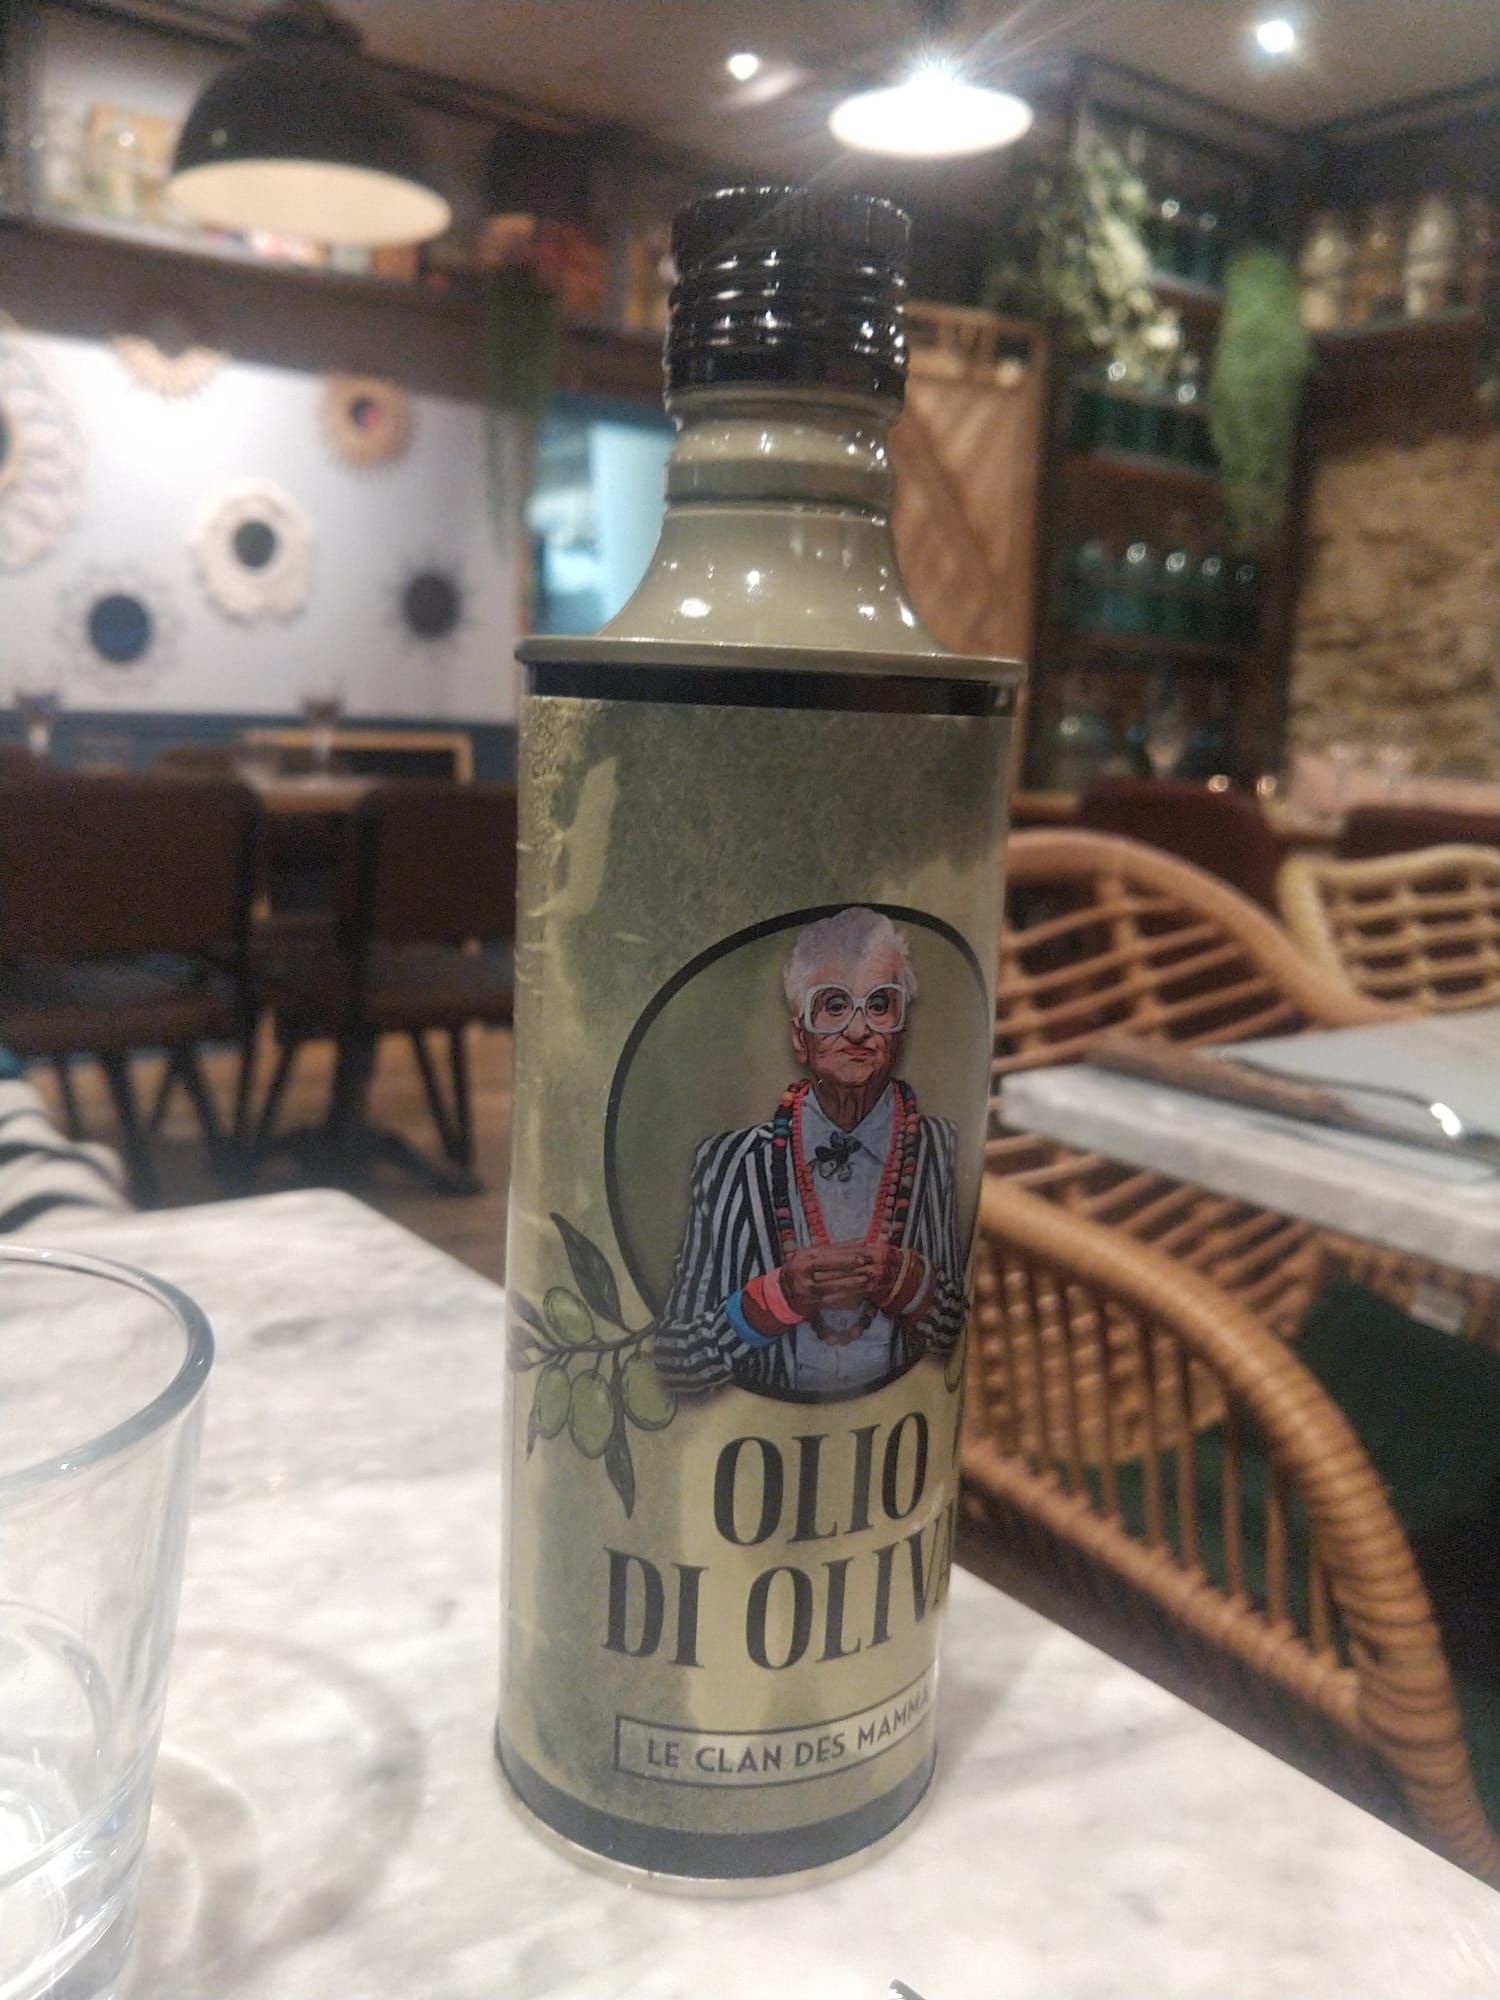 OLIO
DI OLIVA
LE CLAN DES MAMMA